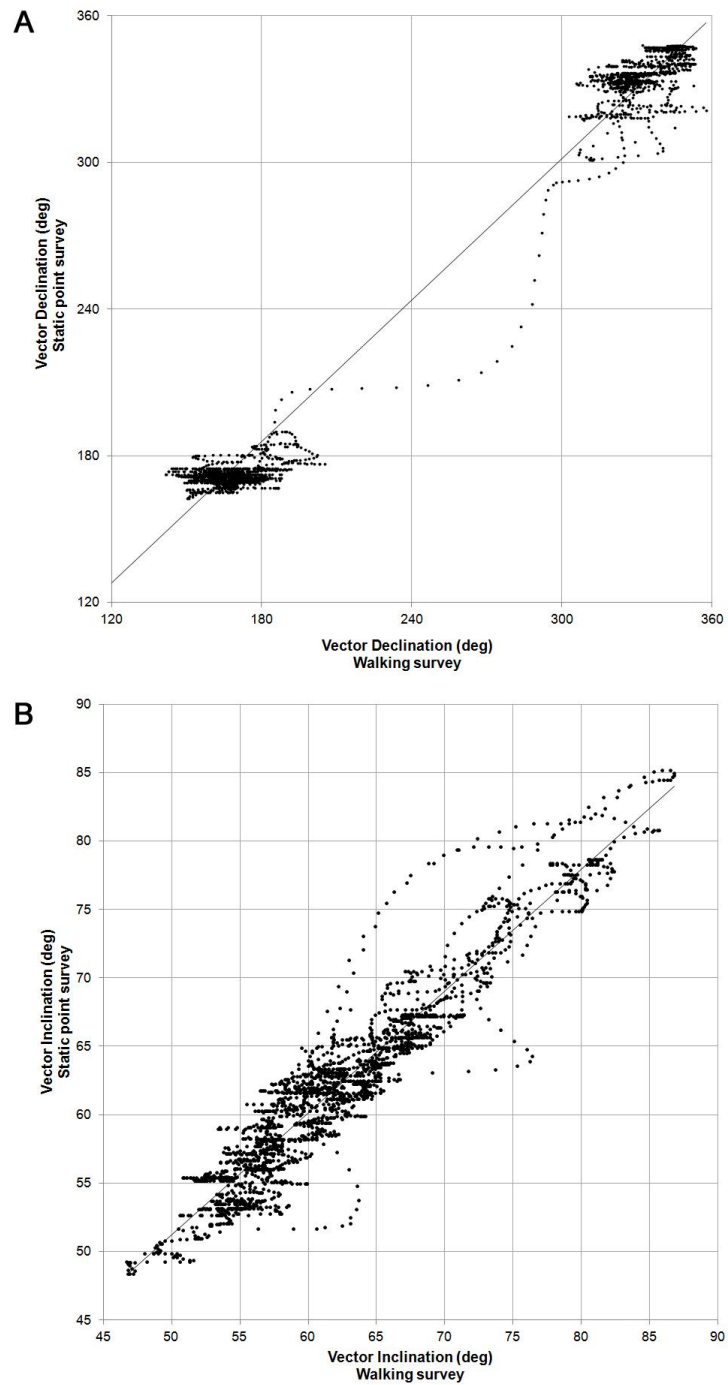 A
360
300
240
180
120
Vector Declination (deg)
Static point survey
120 180 240 300 360
Vector Declination (deg)
Walking survey
B
90
85
80
75
70
65
60
55
50
45
Vector Inclination (deg)
Static point survey
45 50 55 60 65 70 75 80 85 90
Vector Inclination (deg)
Walking survey